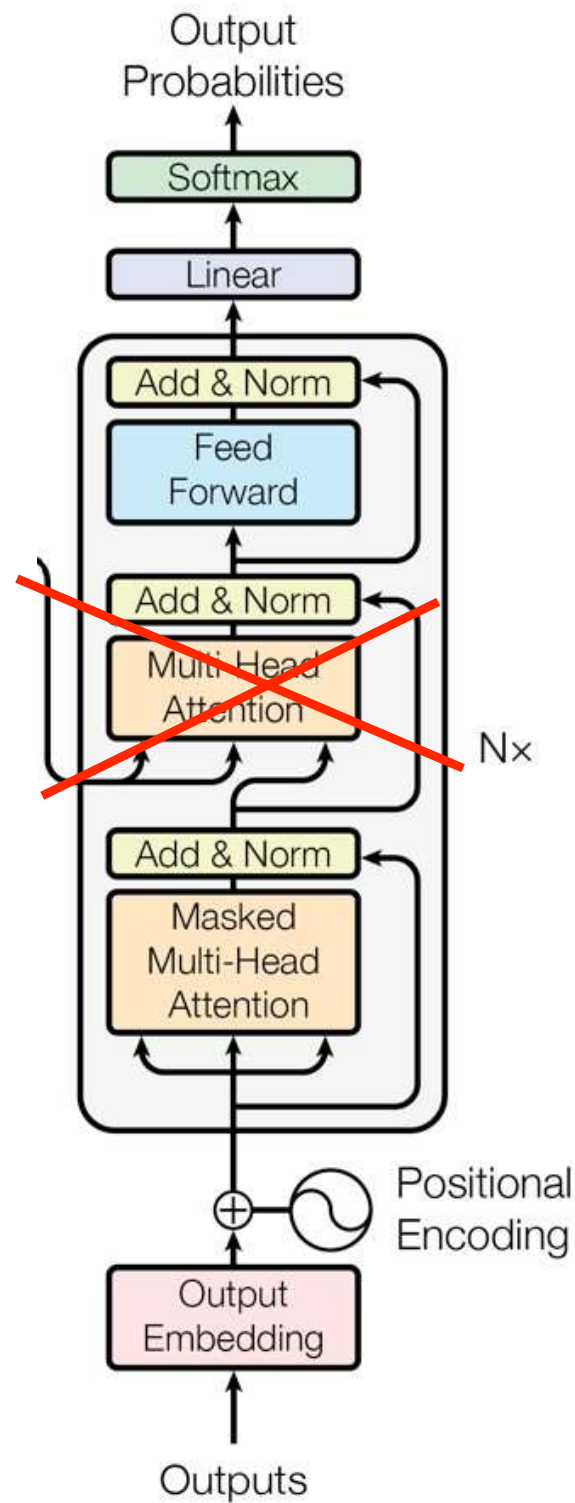 Output
Probabilities
Softmax
Linear
Add & Norm
Feed
Forward
Add & Norm
Multi-Head
Attention
N×
Add & Norm
Masked
Multi-Head
Attention
Positional
Encoding
Output
Embedding
Outputs